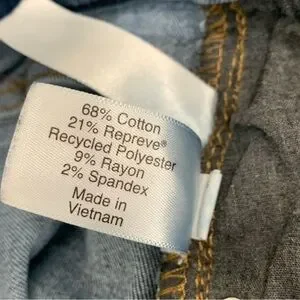 68% Cotton
21% Repreve®
Recycled Polyester
9% Rayon
2% Spandex
Made in
Vietnam